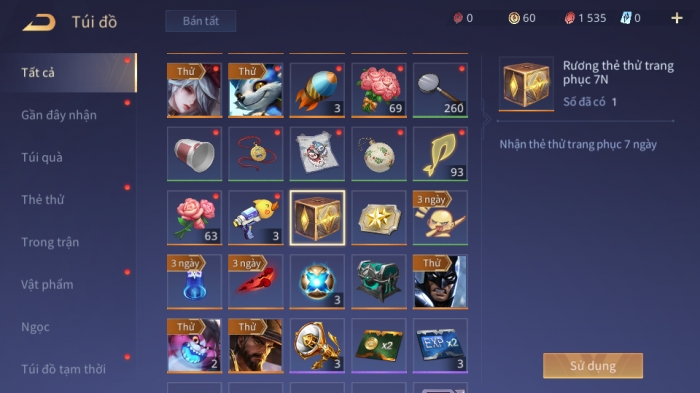 Túi đồ
Bán tất
0
60
1 535
0
+
Tất cả
Gần đây nhận
Túi quà
Thẻ thử
Trong trận
Vật phẩm
Ngọc
Túi đồ tạm thời
Thử
Thử
3
69
260
93
63
3
3 ngày
3 ngày
3 ngày
3
Thử
Thử
2
Thử
3
x2
3
EXP x2
3
Rương thẻ thử trang
phục 7N
Số đã có 1
Nhận thẻ thử trang phục 7 ngày
Sử dụng